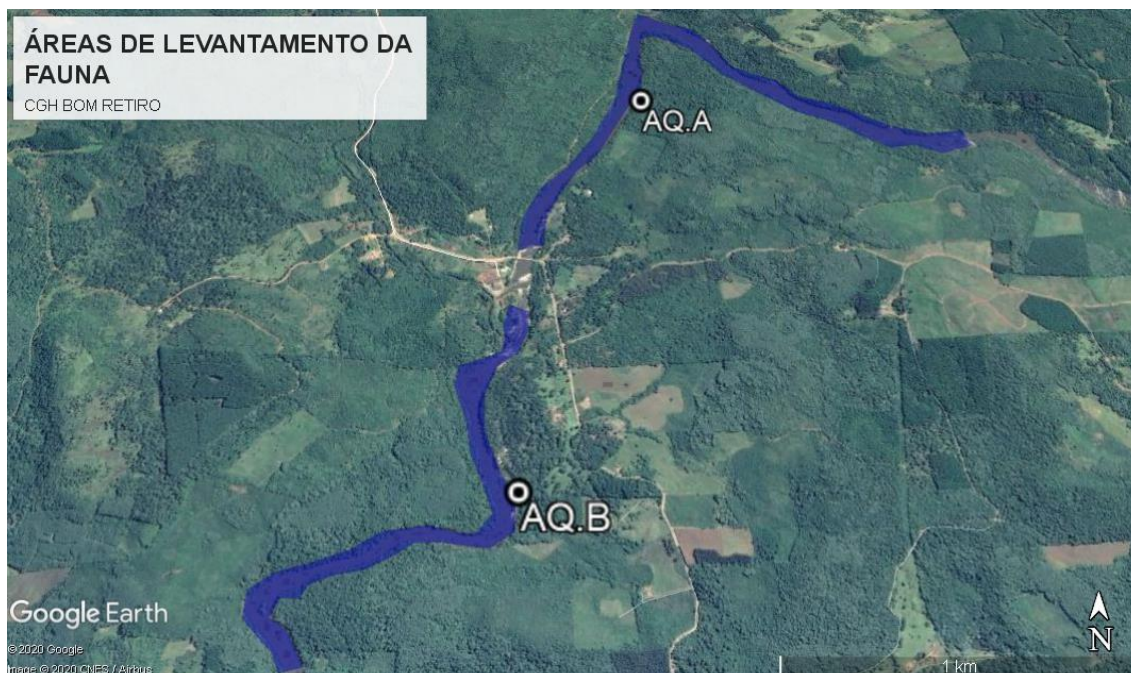 ÁREAS DE LEVANTAMENTO DA
FAUNA
CGH BOM RETIRO
AQ.A
AQ.B
Google Earth
©2020 Google
Image © 2020 CNES / Airbus
N
1 km